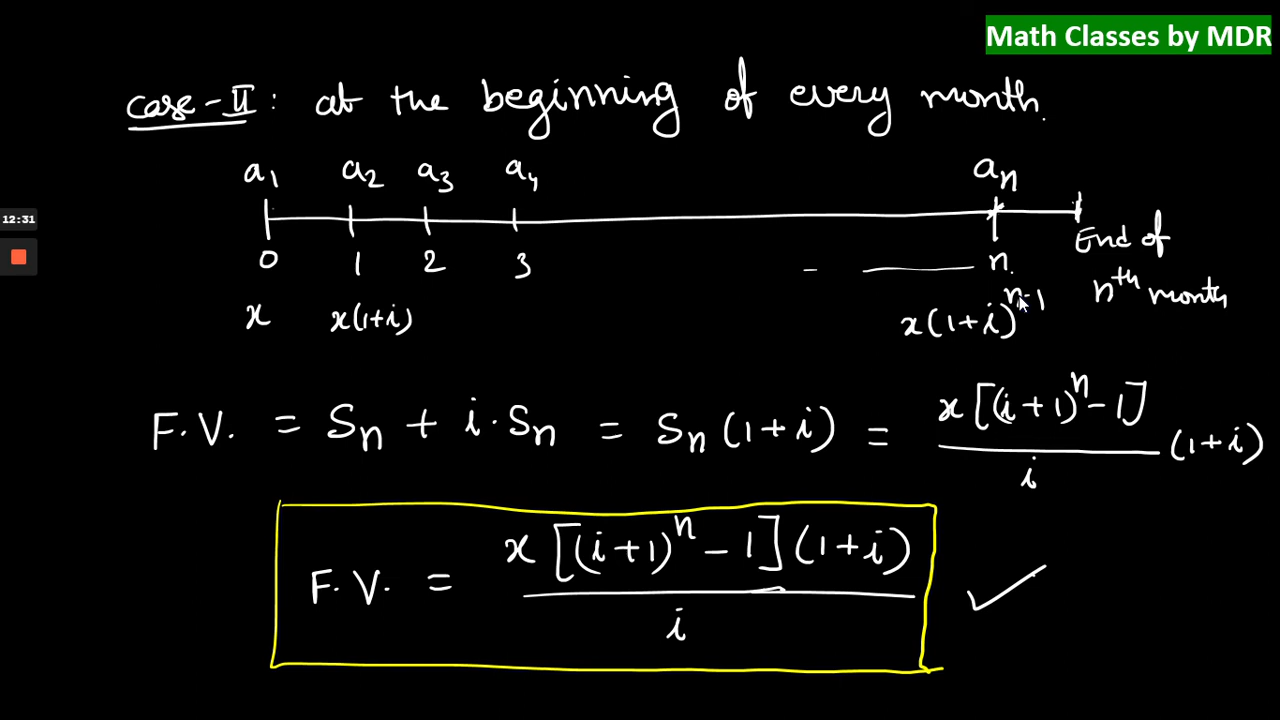 Math Classes by MDR
case-II: at the beginning of every month.
a1 a2 a3 a4 an
12:31
0 1 2 3 - — n. End of
nth month
x x(1+i) x(1+i)^n-1
F.V. = Sn + i·Sn = Sn(1+i) = x[(i+1)^n-1]/i (1+i)
F.V. = x[(i+1)^n - 1](1+i)/i ✓